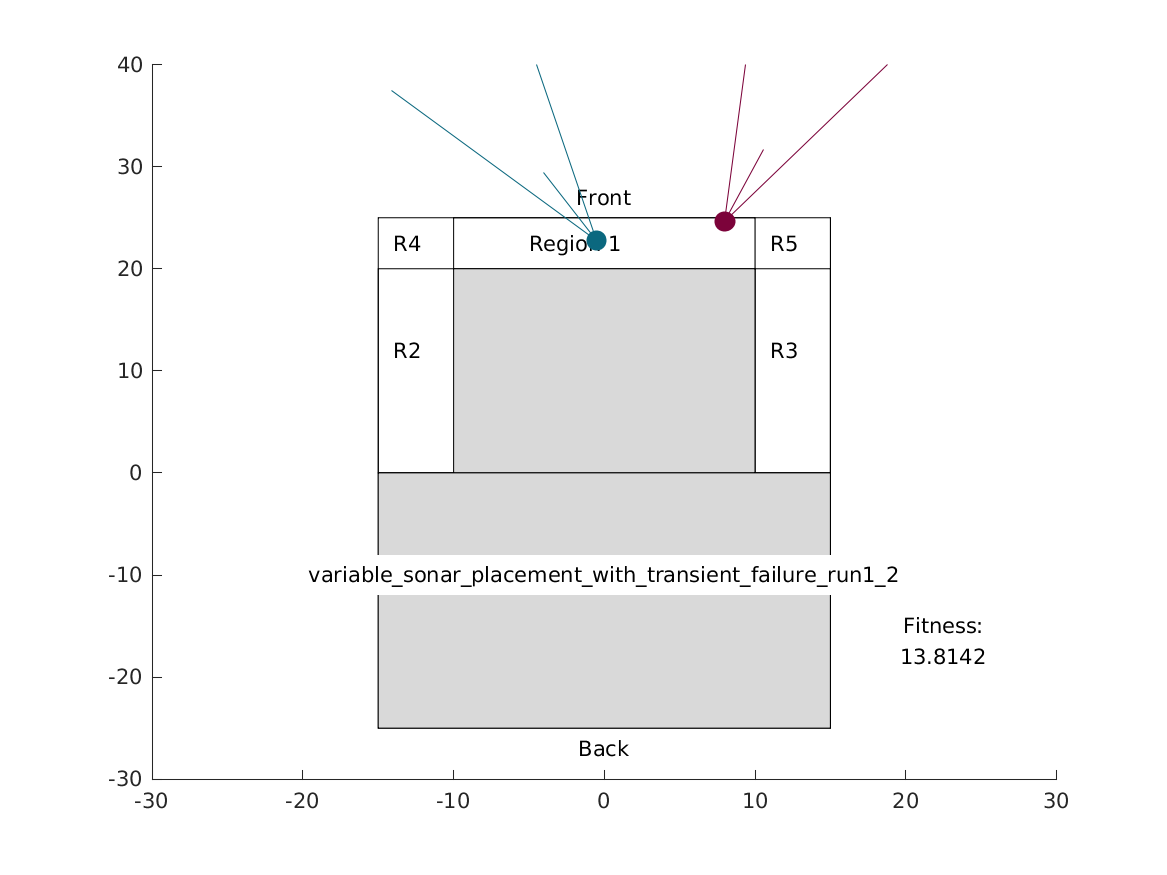 40
30
20
10
0
-10
-20
-30
-30
-20
-10
0
10
20
30
Front
R4
Region 1
R5
R2
R3
variable_sonar_placement_with_transient_failure_run1_2
Fitness:
13.8142
Back